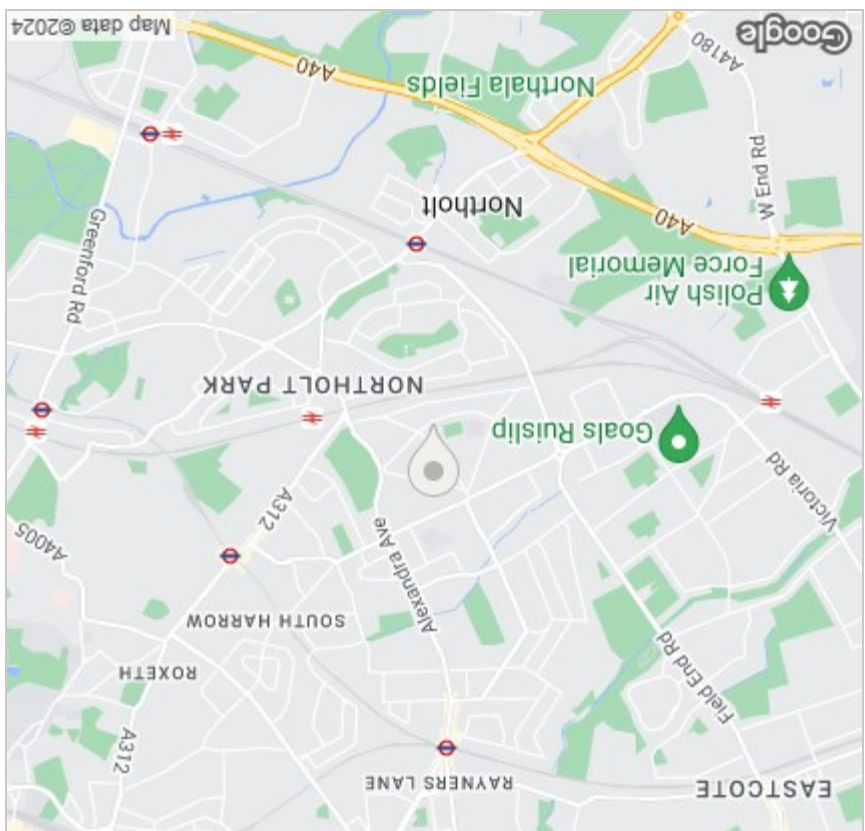 EASTCOTE
RAYNERS LANE
A312
Field End Rd
ROXETH
SOUTH HARROW
Alexandra Ave
A4005
A312
Victoria Rd
Goals Ruislip
NORTHOLT PARK
Polish Air
Force Memorial
Greenford Rd
A40
Northolt
W End Rd
Northala Fields
A40
A4180
Google
Map data ©2024